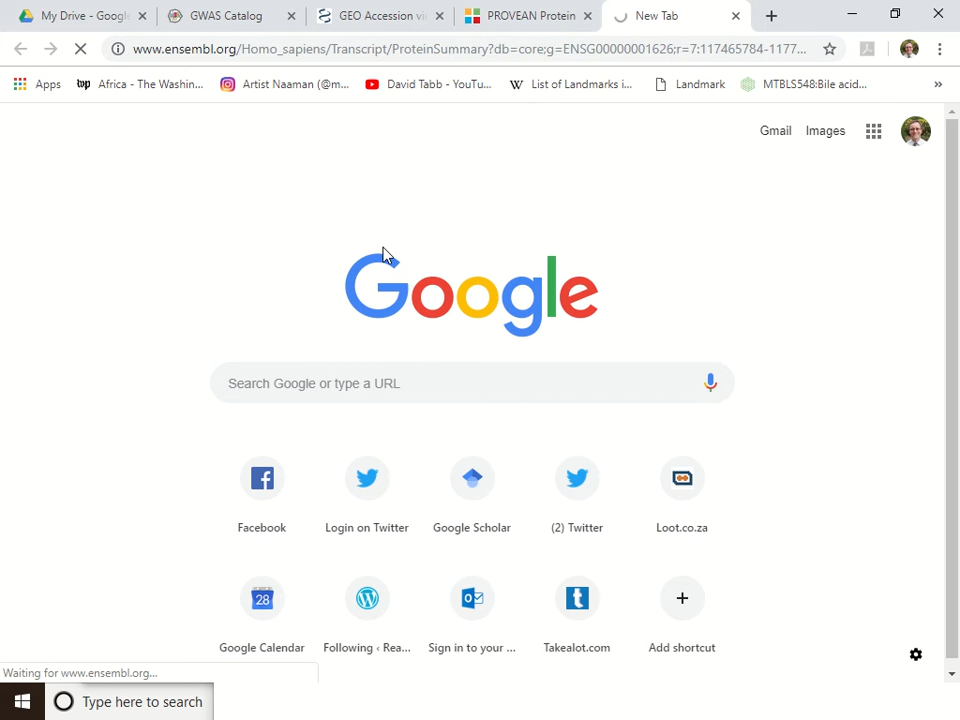 My Drive - Google
GWAS Catalog
GEO Accession vi
PROVEAN Protein
New Tab
www.ensembl.org/Homo_sapiens/Transcript/ProteinSummary?db=core;g=ENSG00000001626;r=7:117465784-1177...
Apps
wp
Africa - The Washin...
Artist Naaman (@m...
David Tabb - YouTu...
W
List of Landmarks i...
Landmark
MTBLS548:Bile acid...
»
Gmail
Images
Google
Search Google or type a URL
Facebook
Login on Twitter
Google Scholar
(2) Twitter
Loot.co.za
28
t
Google Calendar
Following ‹ Rea...
Sign in to your ...
Takealot.com
Add shortcut
Waiting for www.ensembl.org...
Type here to search